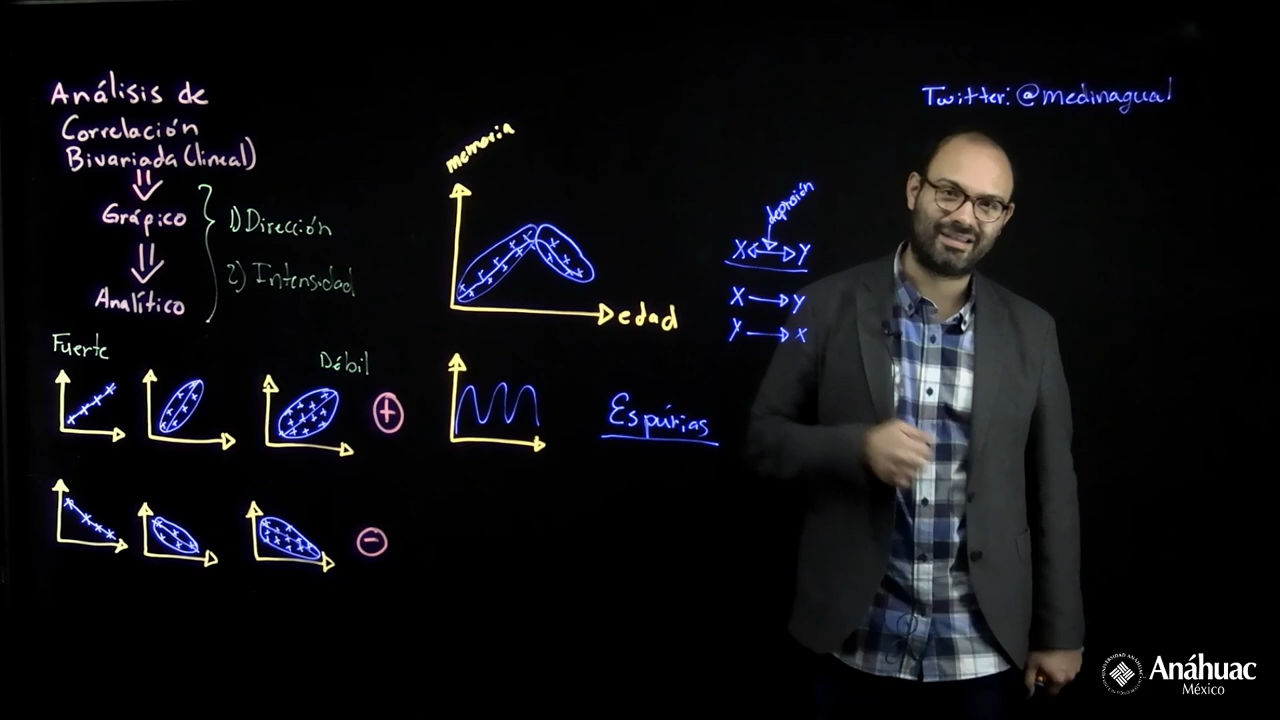 Análisis de
Correlación
Bivariada (lineal)
Gráfico
Analítico
1) Dirección
2) Intensidad
Fuerte
Débil
+
-
memoria
edad
Espúrias
depresión
X Y
X Y
Y X
Twitter: @medinagual
Anáhuac
México